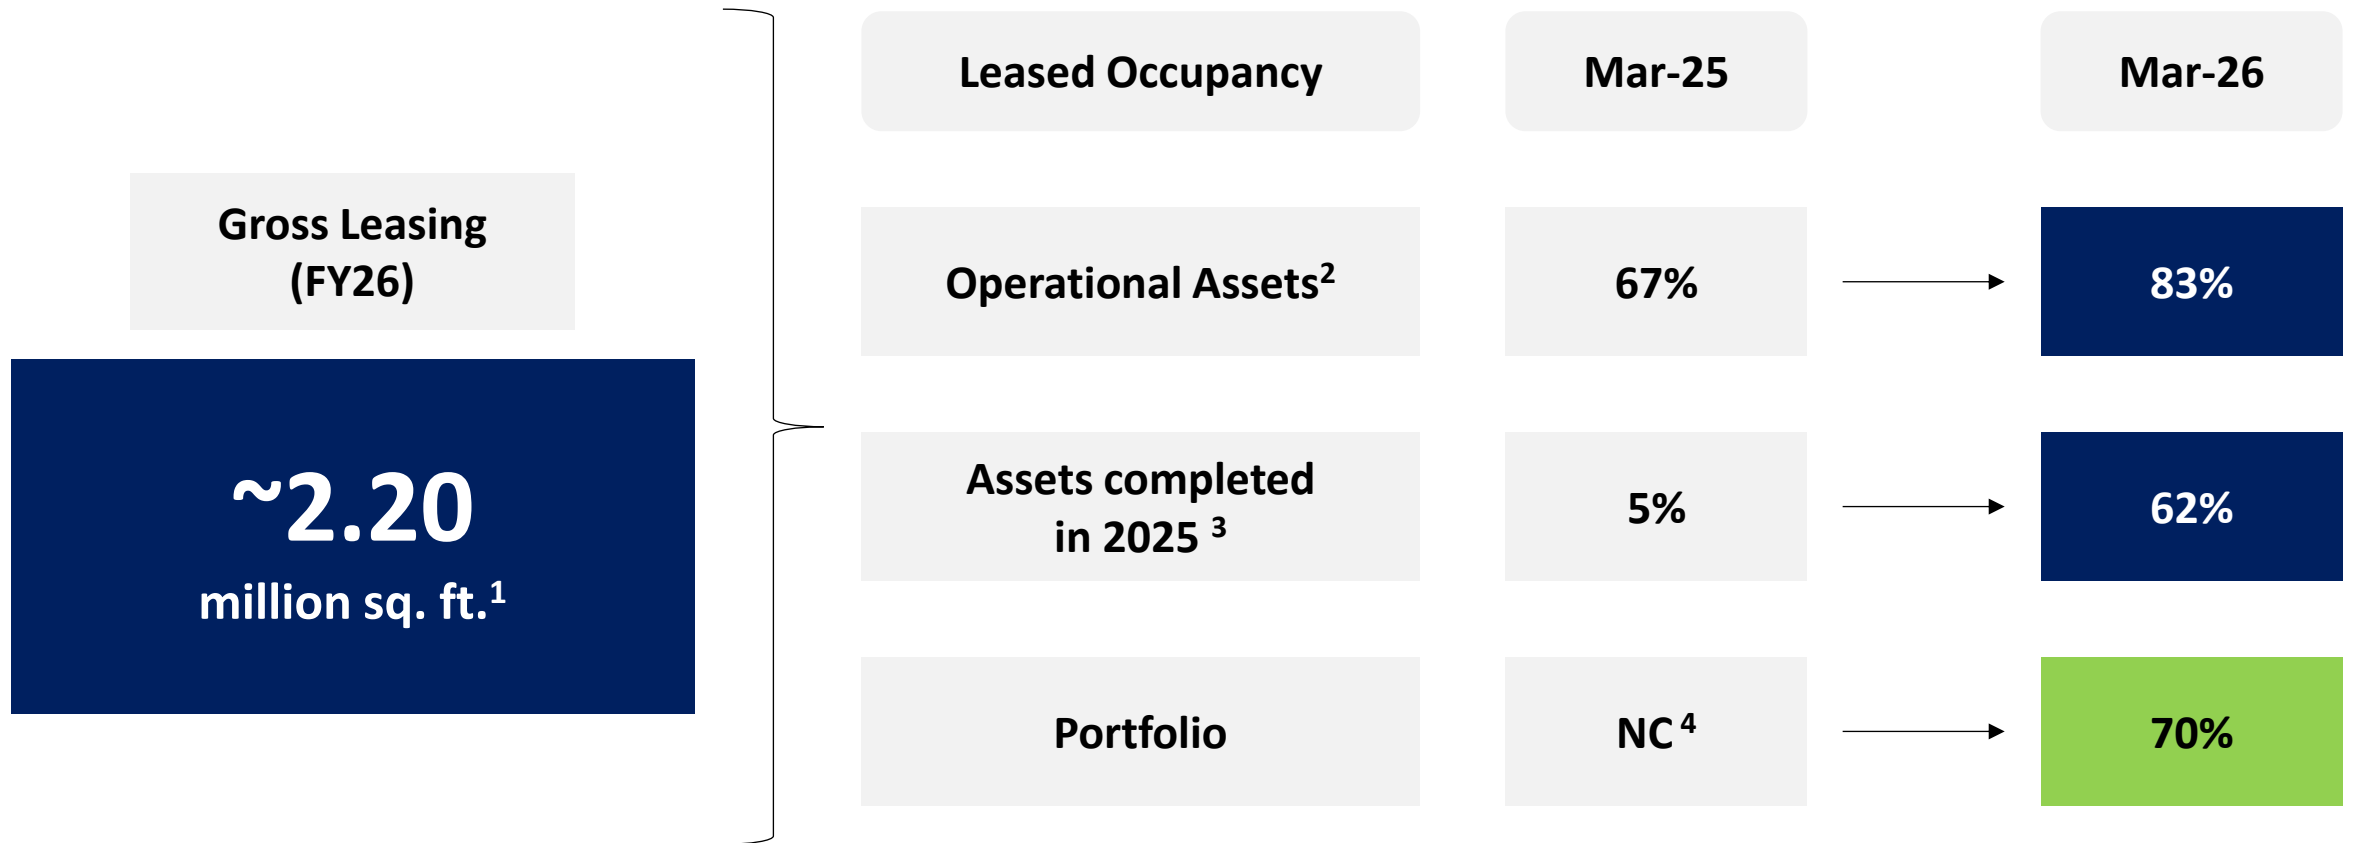 Gross Leasing
(FY26)
~2.20
million sq. ft.¹
Leased Occupancy
Mar-25
Mar-26
Operational Assets²
67%
83%
Assets completed
in 2025 ³
5%
62%
Portfolio
NC ⁴
70%